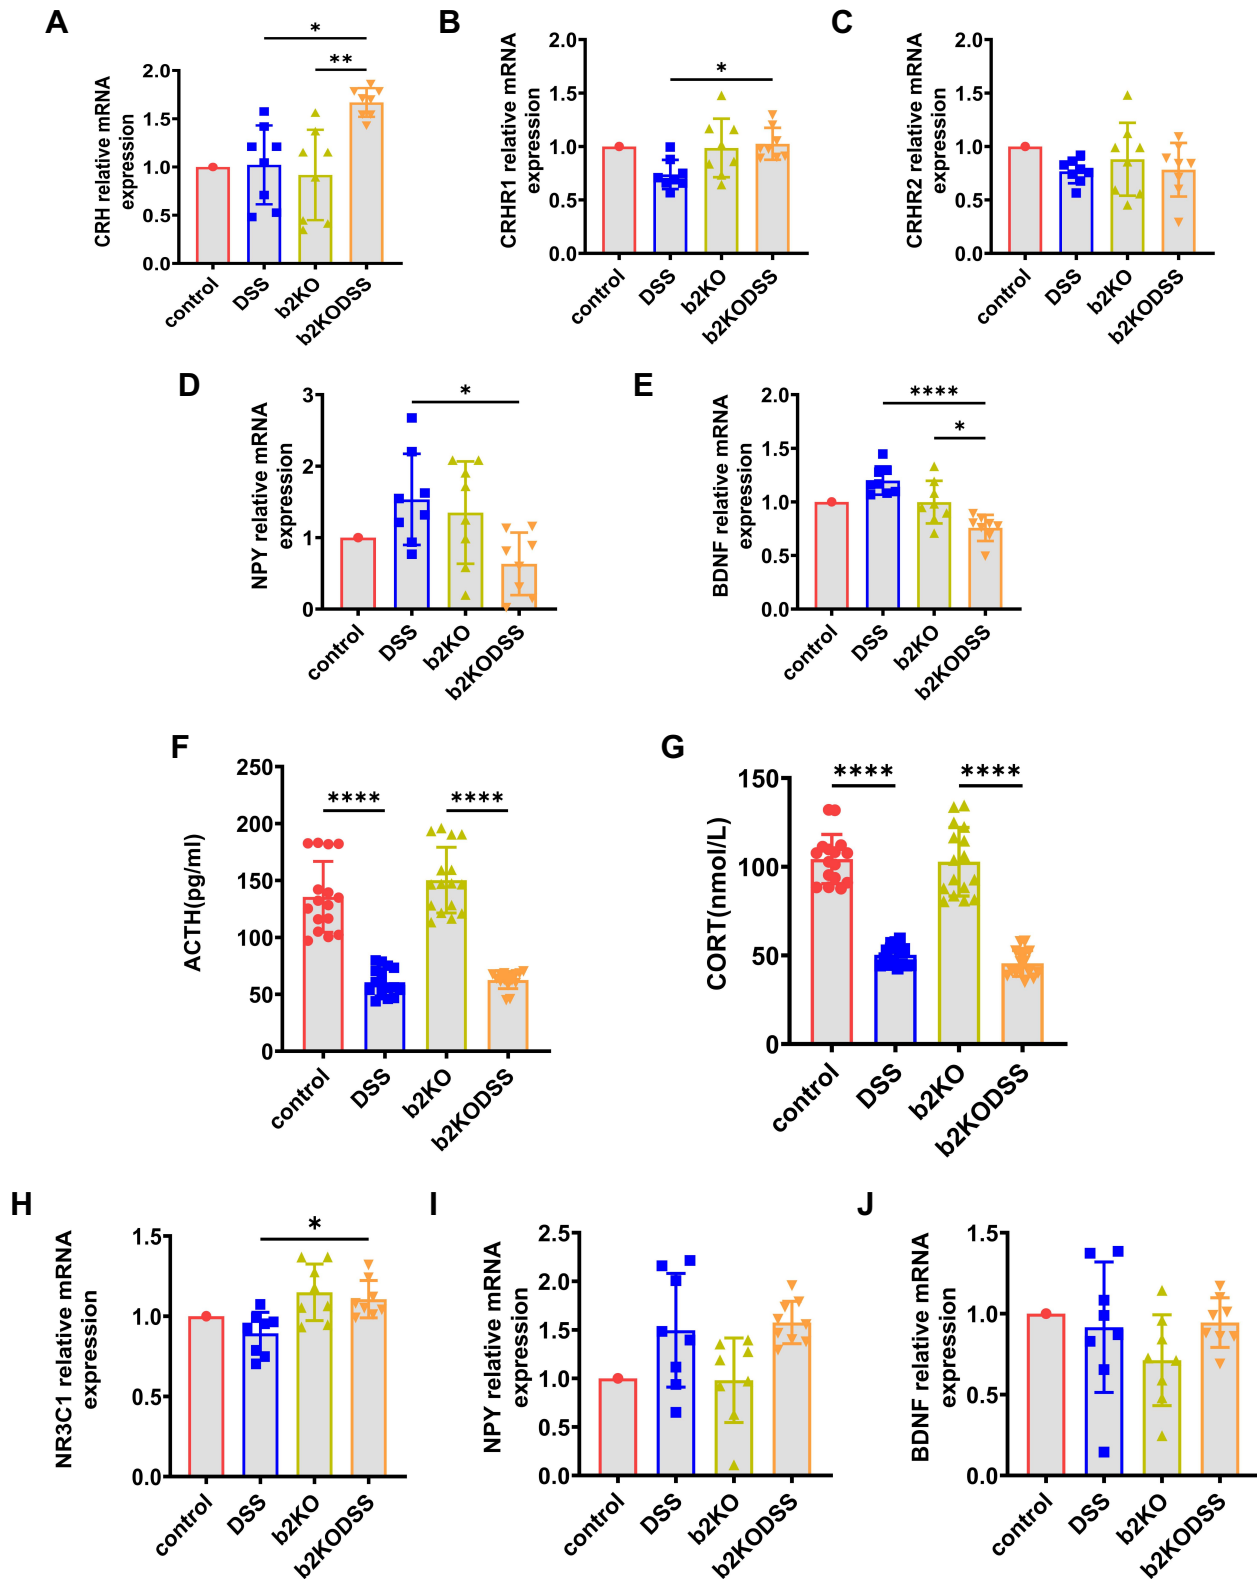 A
B
C
*
**
CRH relative mRNA
expression
2.0
1.5
1.0
0.5
0.0
control
DSS
b2KO
b2KODSS
*
CRHR1 relative mRNA
expression
2.0
1.5
1.0
0.5
0.0
control
DSS
b2KO
b2KODSS
CRHR2 relative mRNA
expression
2.0
1.5
1.0
0.5
0.0
control
DSS
b2KO
b2KODSS
D
E
*
NPY relative mRNA
expression
3
2
1
0
control
DSS
b2KO
b2KODSS
****
*
BDNF relative mRNA
expression
2.0
1.5
1.0
0.5
0.0
control
DSS
b2KO
b2KODSS
F
G
****
****
ACTH(pg/ml)
250
200
150
100
50
0
control
DSS
b2KO
b2KODSS
****
****
CORT(nmol/L)
150
100
50
0
control
DSS
b2KO
b2KODSS
H
I
J
*
NR3C1 relative mRNA
expression
1.5
1.0
0.5
0.0
control
DSS
b2KO
b2KODSS
NPY relative mRNA
expression
2.5
2.0
1.5
1.0
0.5
0.0
control
DSS
b2KO
b2KODSS
BDNF relative mRNA
expression
1.5
1.0
0.5
0.0
control
DSS
b2KO
b2KODSS